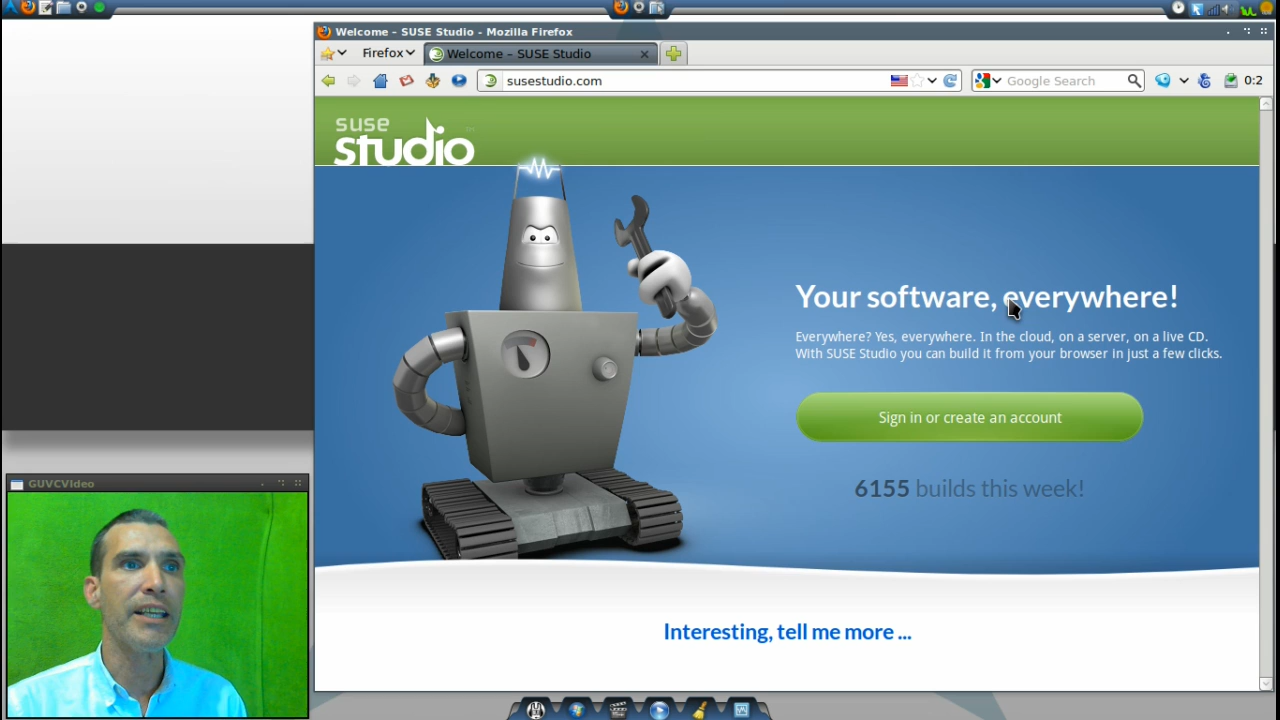 Welcome – SUSE Studio - Mozilla Firefox
Firefox
Welcome – SUSE Studio
susestudio.com
Google Search
0:2
suse
studio
Your software, everywhere!
Everywhere? Yes, everywhere. In the cloud, on a server, on a live CD.
With SUSE Studio you can build it from your browser in just a few clicks.
Sign in or create an account
6155 builds this week!
GUVCVideo
Interesting, tell me more ...